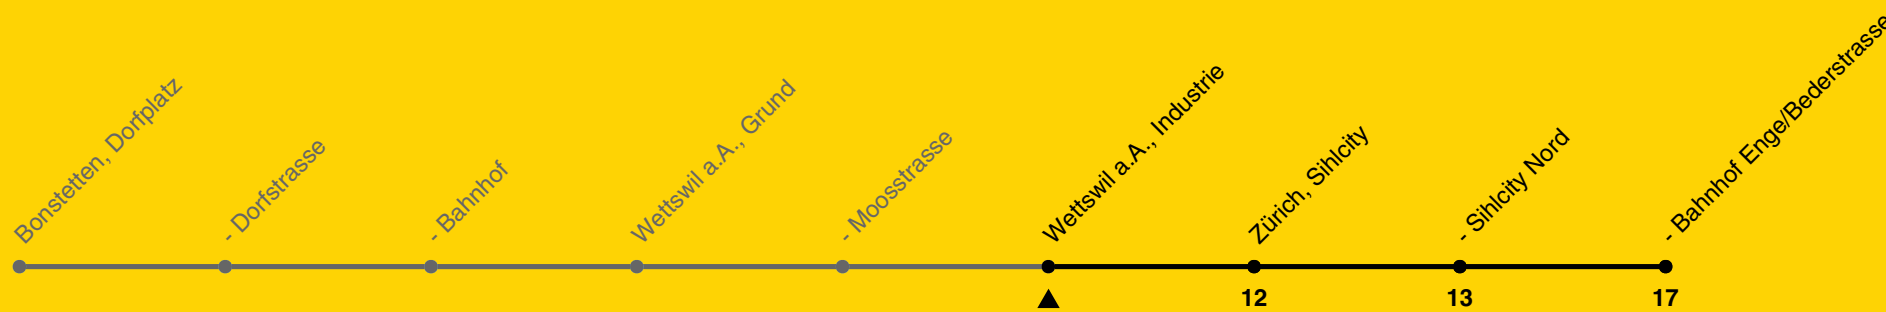 Bonstetten, Dorfplatz
- Dorfstrasse
- Bahnhof
Wettswil a.A., Grund
- Moosstrasse
Wettswil a.A., Industrie
Zürich, Sihlcity
- Sihlcity Nord
- Bahnhof Enge/Bederstrasse
12
13
17